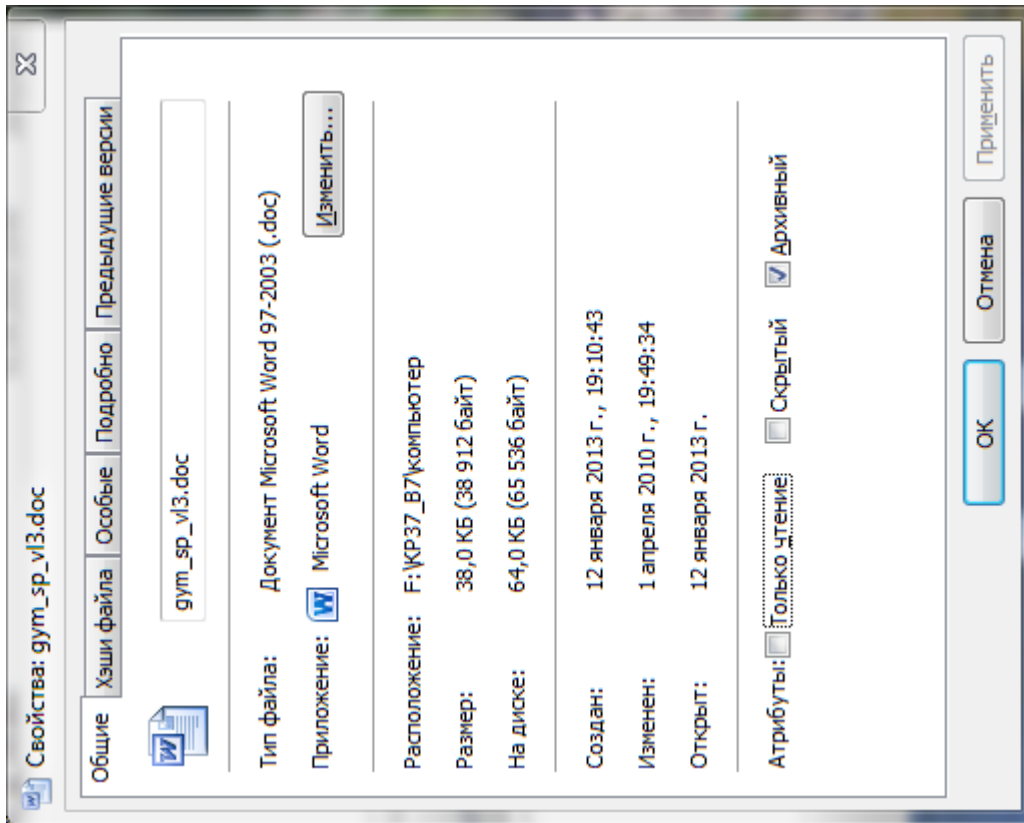 Свойства: gym_sp_vl3.doc
Общие Хэши файла Особые Подробно Предыдущие версии
gym_sp_vl3.doc
Тип файла: Документ Microsoft Word 97-2003 (.doc)
Приложение: Microsoft Word Изменить...
Расположение: F:\КР37_В7\компьютер
Размер: 38,0 КБ (38 912 байт)
На диске: 64,0 КБ (65 536 байт)
Создан: 12 января 2013 г., 19:10:43
Изменен: 1 апреля 2010 г., 19:49:34
Открыт: 12 января 2013 г.
Атрибуты: Только чтение Скрытый Архивный
ОК Отмена Применить